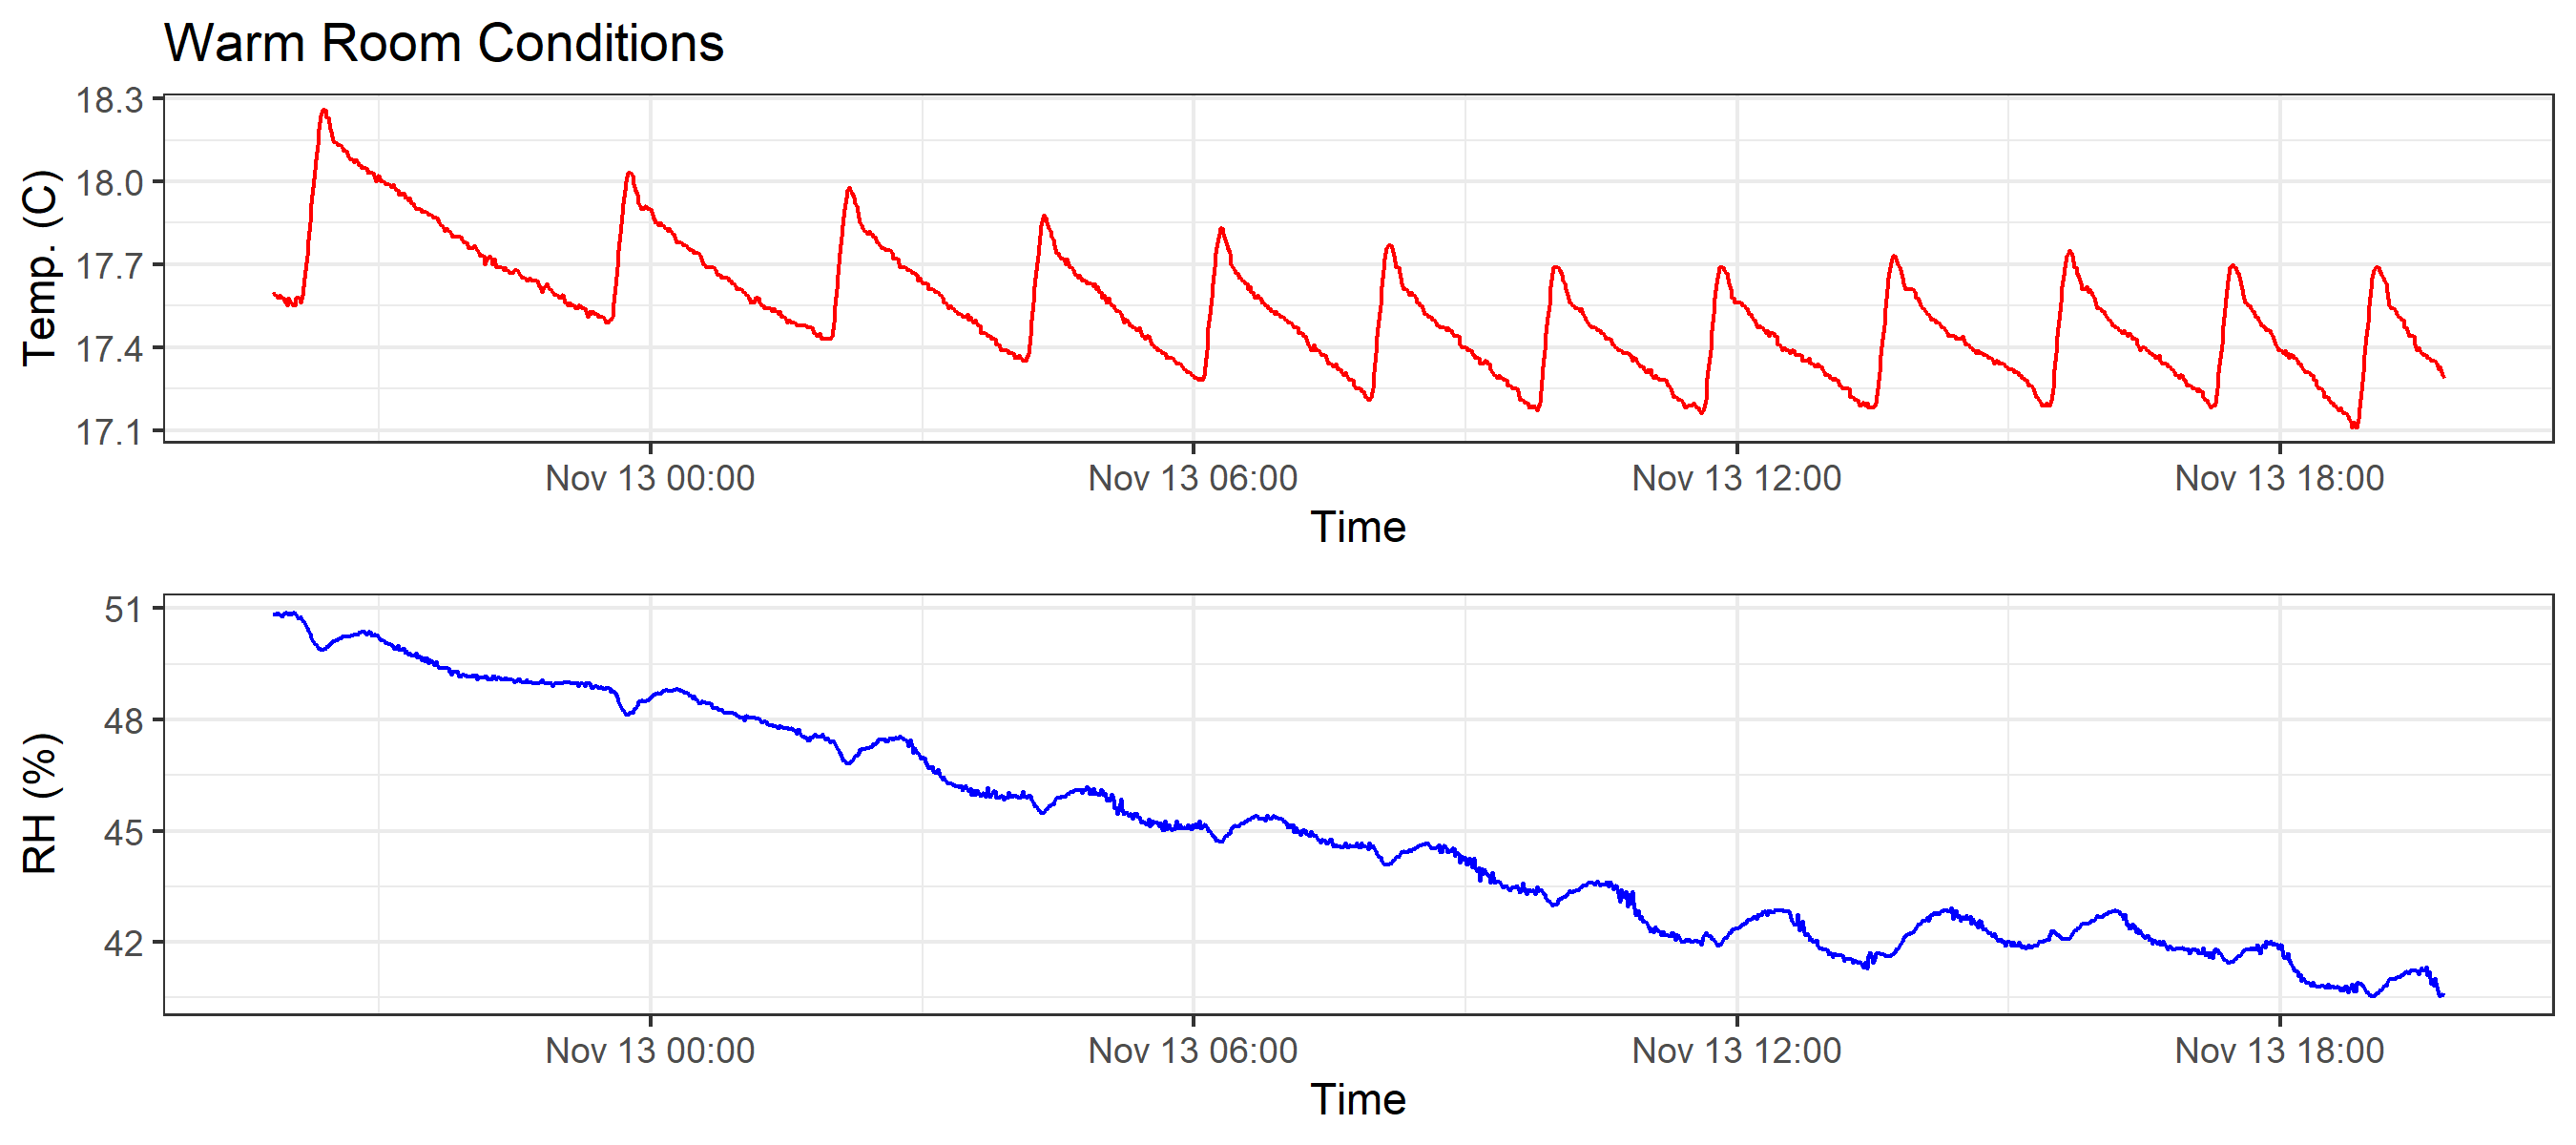 Warm Room Conditions
18.3
18.0
17.7
17.4
17.1
Temp. (C)
Nov 13 00:00 Nov 13 06:00 Nov 13 12:00 Nov 13 18:00
Time
51
48
45
42
RH (%)
Nov 13 00:00 Nov 13 06:00 Nov 13 12:00 Nov 13 18:00
Time